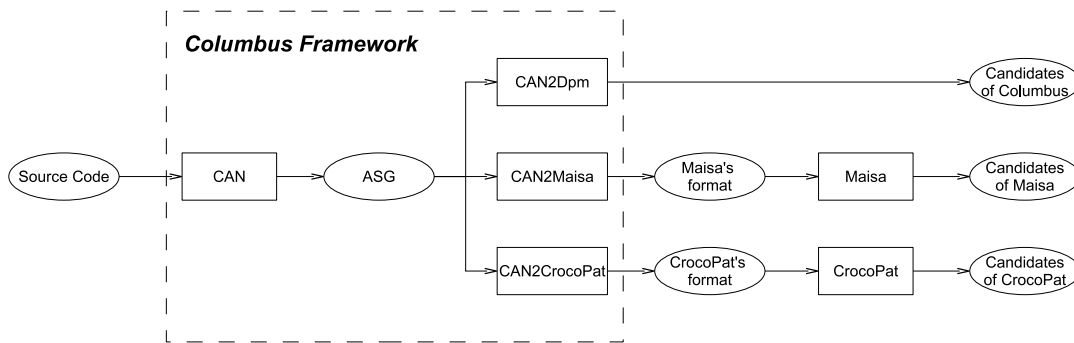 Columbus Framework
CAN2Dpm
Candidates
of Columbus
Source Code
CAN
ASG
CAN2Maisa
Maisa's
format
Maisa
Candidates
of Maisa
CAN2CrocoPat
CrocoPat's
format
CrocoPat
Candidates
of CrocoPat